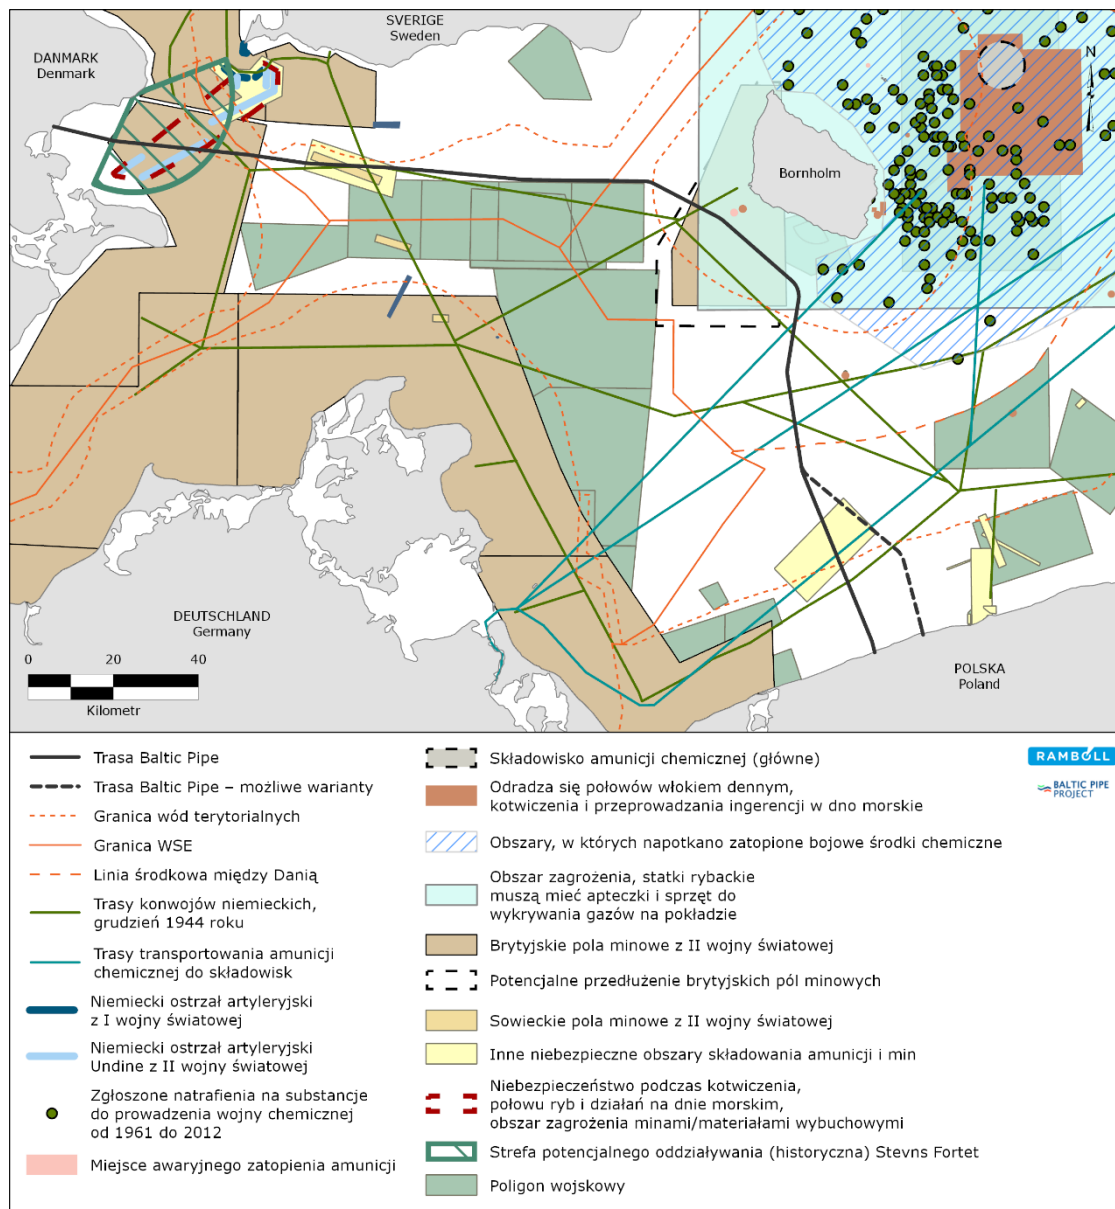 SVERIGE
Sweden
DANMARK
Denmark
N
Bornholm
DEUTSCHLAND
Germany
0 20 40
Kilometr
POLSKA
Poland
Trasa Baltic Pipe
Trasa Baltic Pipe – możliwe warianty
Granica wód terytorialnych
Granica WSE
Linia środkowa między Danią
Trasy konwojów niemieckich,
grudzień 1944 roku
Trasy transportowania amunicji
chemicznej do składowisk
Niemiecki ostrzał artyleryjski
z I wojny światowej
Niemiecki ostrzał artyleryjski
Undine z II wojny światowej
Zgłoszone natrafienia na substancje
do prowadzenia wojny chemicznej
od 1961 do 2012
Miejsce awaryjnego zatopienia amunicji
Składowisko amunicji chemicznej (główne)
Odradza się połowów włokiem dennym,
kotwiczenia i przeprowadzania ingerencji w dno morskie
Obszary, w których napotkano zatopione bojowe środki chemiczne
Obszar zagrożenia, statki rybackie
muszą mieć apteczki i sprzęt do
wykrywania gazów na pokładzie
Brytyjskie pola minowe z II wojny światowej
Potencjalne przedłużenie brytyjskich pól minowych
Sowieckie pola minowe z II wojny światowej
Inne niebezpieczne obszary składowania amunicji i min
Niebezpieczeństwo podczas kotwiczenia,
połowu ryb i działań na dnie morskim,
obszar zagrożenia minami/materiałami wybuchowymi
Strefa potencjalnego oddziaływania (historyczna) Stevns Fortet
Poligon wojskowy
RAMBOLL
BALTIC PIPE
PROJECT